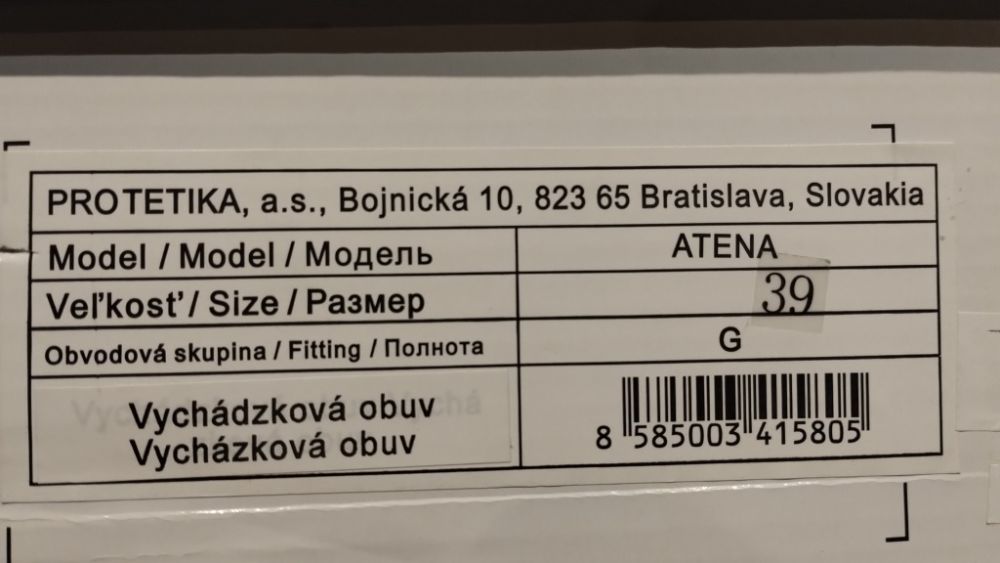 PROTETIKA, a.s., Bojnická 10, 823 65 Bratislava, Slovakia
Model / Model / Модель ATENA
Veľkosť / Size / Размер 39
Obvodová skupina / Fitting / Полнота G
Vychádzková obuv
Vycházková obuv
8 585003 415805